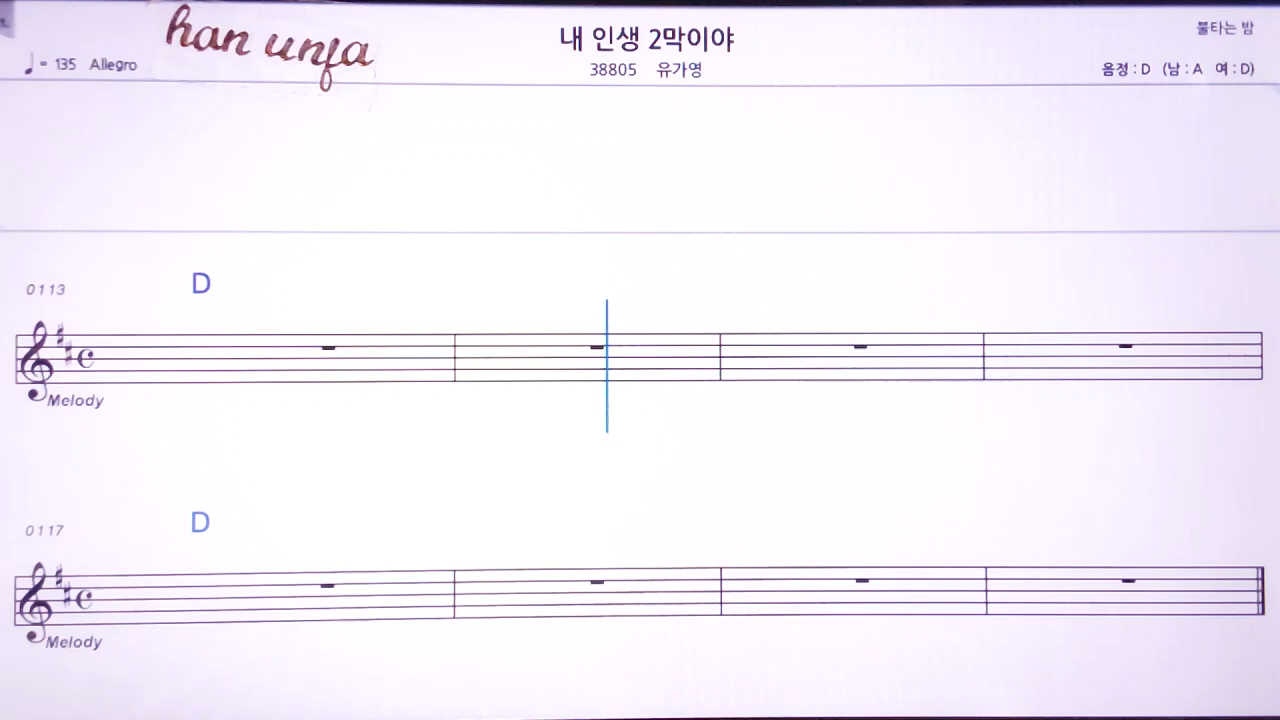 han unfa
내 인생 2막이야
불타는 밤
♩ = 135 Allegro
38805 유가영
음정 : D (남 : A 여 : D)
0113
D
Melody
0117
D
Melody